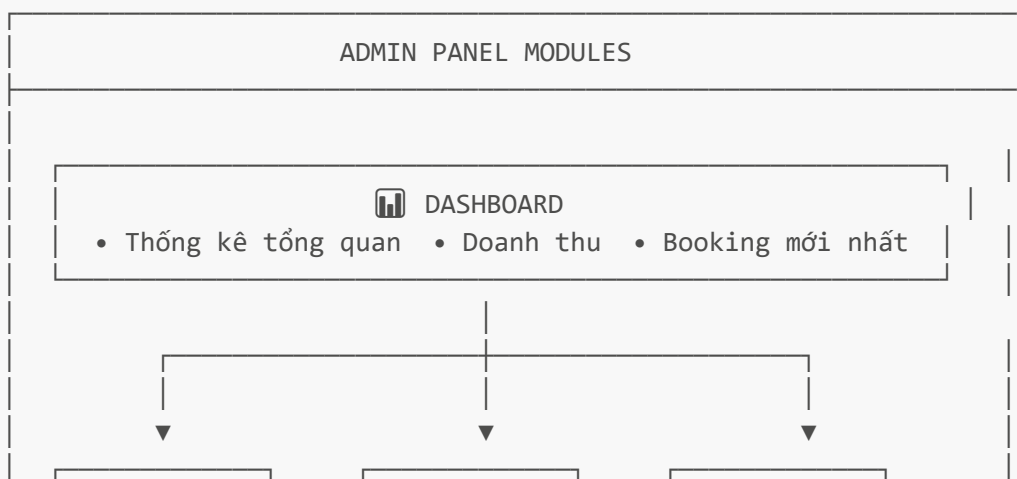 ADMIN PANEL MODULES
📊 DASHBOARD
• Thống kê tổng quan • Doanh thu • Booking mới nhất